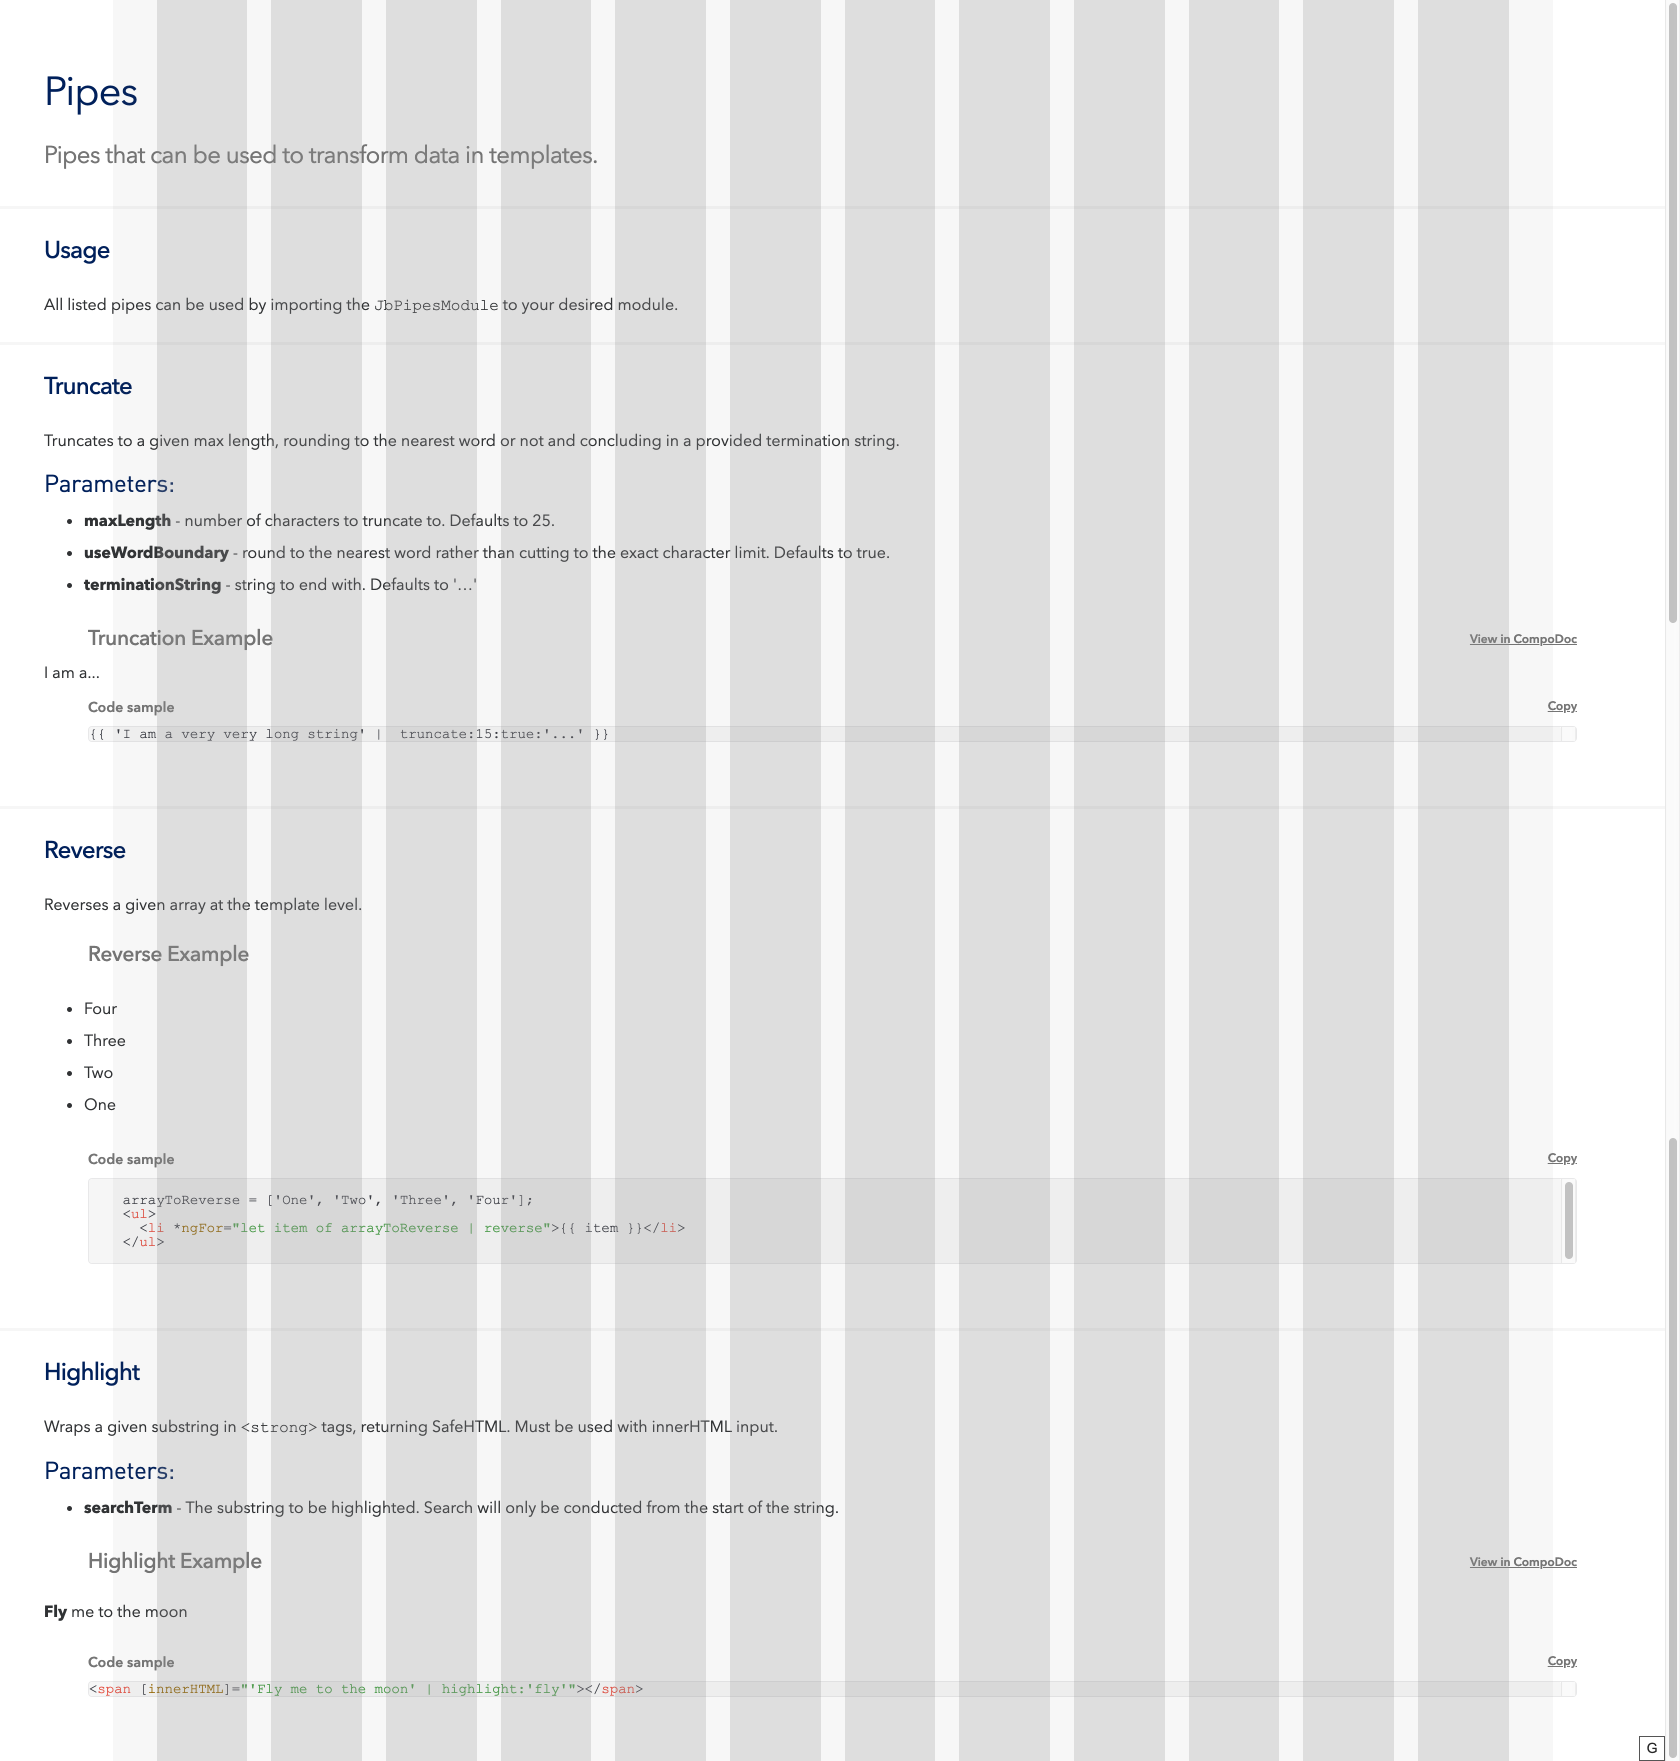 Pipes
Pipes that can be used to transform data in templates.
Usage
All listed pipes can be used by importing the JbPipesModule to your desired module.
Truncate
Truncates to a given max length, rounding to the nearest word or not and concluding in a provided termination string.
Parameters:
• maxLength - number of characters to truncate to. Defaults to 25.
• useWordBoundary - round to the nearest word rather than cutting to the exact character limit. Defaults to true.
• terminationString - string to end with. Defaults to '…'
Truncation Example View in CompoDoc
I am a...
Code sample Copy
{{ 'I am a very very long string' |  truncate:15:true:'...' }}
Reverse
Reverses a given array at the template level.
Reverse Example
• Four
• Three
• Two
• One
Code sample Copy
arrayToReverse = ['One', 'Two', 'Three', 'Four'];
<ul>
  <li *ngFor="let item of arrayToReverse | reverse">{{ item }}</li>
</ul>
Highlight
Wraps a given substring in <strong> tags, returning SafeHTML. Must be used with innerHTML input.
Parameters:
• searchTerm - The substring to be highlighted. Search will only be conducted from the start of the string.
Highlight Example View in CompoDoc
Fly me to the moon
Code sample Copy
<span [innerHTML]="'Fly me to the moon' | highlight:'fly'"></span>
G